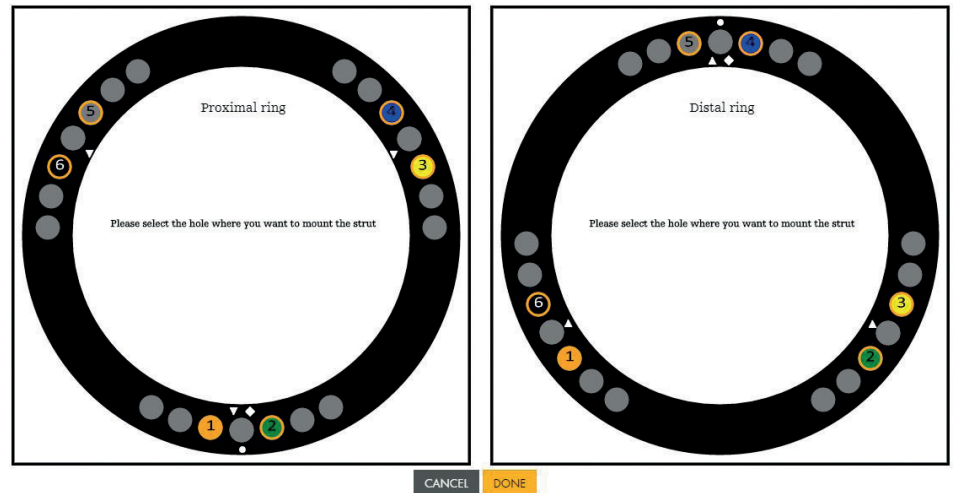 5
4
Proximal ring
6
3
Please select the hole where you want to mount the strut
1
2
5
4
Distal ring
Please select the hole where you want to mount the strut
6
3
1
2
CANCEL
DONE